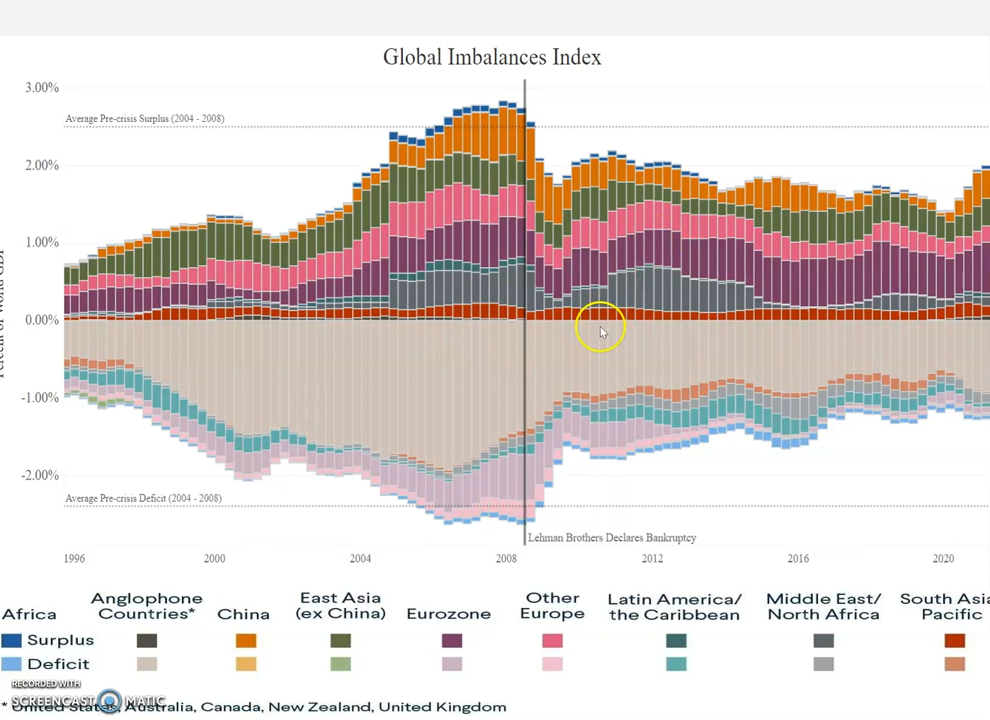 Global Imbalances Index
3.00%
Average Pre-crisis Surplus (2004 - 2008)
2.00%
1.00%
0.00%
-1.00%
-2.00%
Average Pre-crisis Deficit (2004 - 2008)
Lehman Brothers Declares Bankruptcy
1996 2000 2004 2008 2012 2016 2020
Africa
Anglophone
Countries*
China
East Asia
(ex China)
Eurozone
Other
Europe
Latin America/
the Caribbean
Middle East/
North Africa
South Asia
Pacific
Surplus
Deficit
RECORDED WITH
SCREENCAST MATIC
* United States, Australia, Canada, New Zealand, United Kingdom